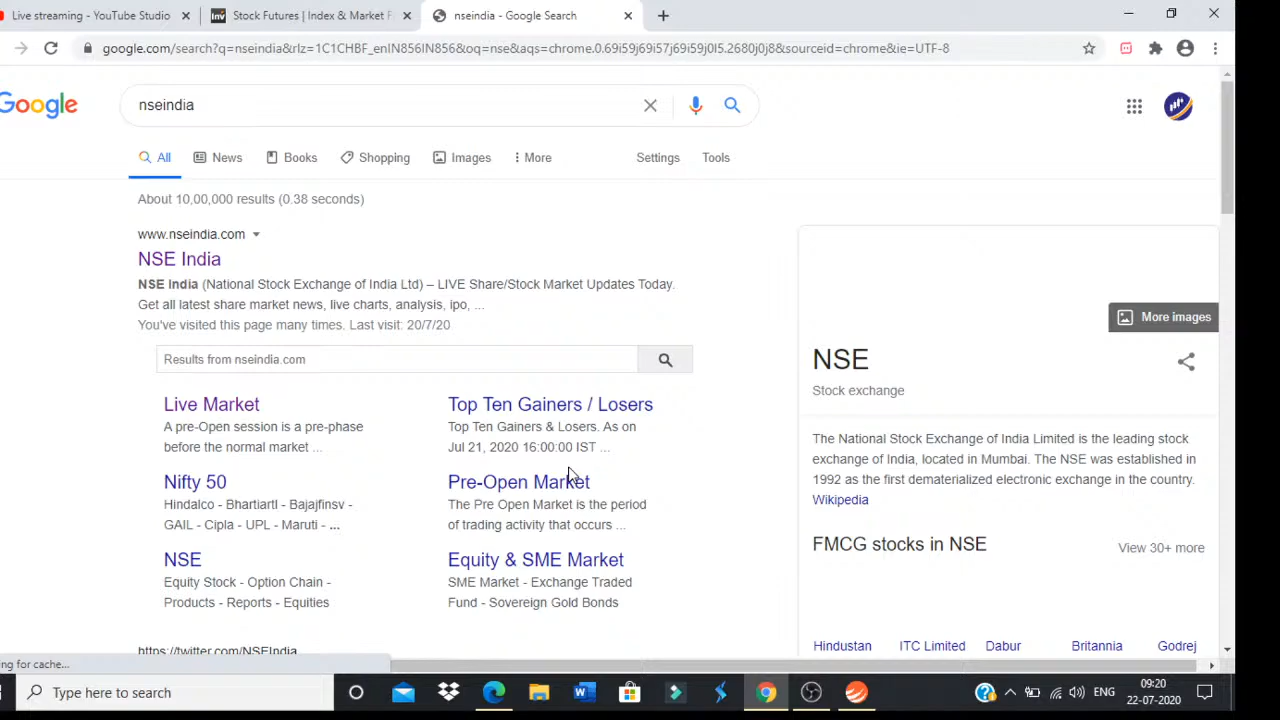 Live streaming - YouTube Studio
Stock Futures | Index & Market F
nseindia - Google Search
google.com/search?q=nseindia&rlz=1C1CHBF_enIN856IN856&oq=nse&aqs=chrome.0.69i59j69i57j69i59j0l5.2680j0j8&sourceid=chrome&ie=UTF-8
Google
nseindia
All
News
Books
Shopping
Images
More
Settings
Tools
About 10,00,000 results (0.38 seconds)
www.nseindia.com
NSE India
NSE India (National Stock Exchange of India Ltd) – LIVE Share/Stock Market Updates Today.
Get all latest share market news, live charts, analysis, ipo, ...
You've visited this page many times. Last visit: 20/7/20
Results from nseindia.com
Live Market
A pre-Open session is a pre-phase
before the normal market ...
Top Ten Gainers / Losers
Top Ten Gainers & Losers. As on
Jul 21, 2020 16:00:00 IST ...
Nifty 50
Hindalco - Bhartiartl - Bajajfinsv -
GAIL - Cipla - UPL - Maruti - ...
Pre-Open Market
The Pre Open Market is the period
of trading activity that occurs ...
NSE
Equity Stock - Option Chain -
Products - Reports - Equities
Equity & SME Market
SME Market - Exchange Traded
Fund - Sovereign Gold Bonds
https://twitter.com/NSEIndia
More images
NSE
Stock exchange
The National Stock Exchange of India Limited is the leading stock
exchange of India, located in Mumbai. The NSE was established in
1992 as the first dematerialized electronic exchange in the country.
Wikipedia
FMCG stocks in NSE
View 30+ more
Hindustan
ITC Limited
Dabur
Britannia
Godrej
ng for cache...
Type here to search
ENG
09:20
22-07-2020